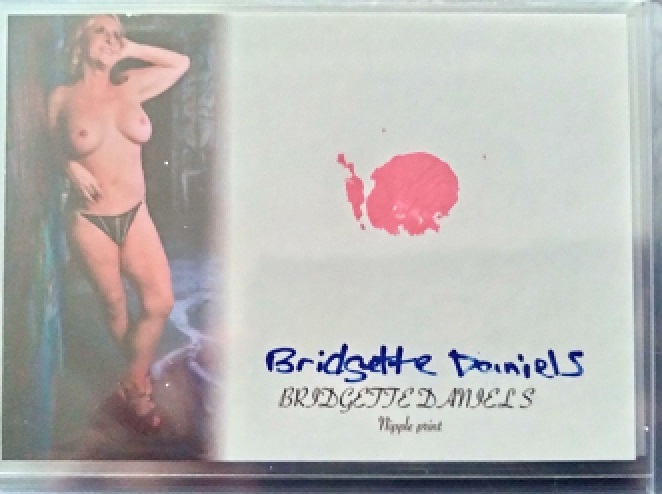 Bridgette Daniels
BRIDGETTE DANIELS
Nipple print